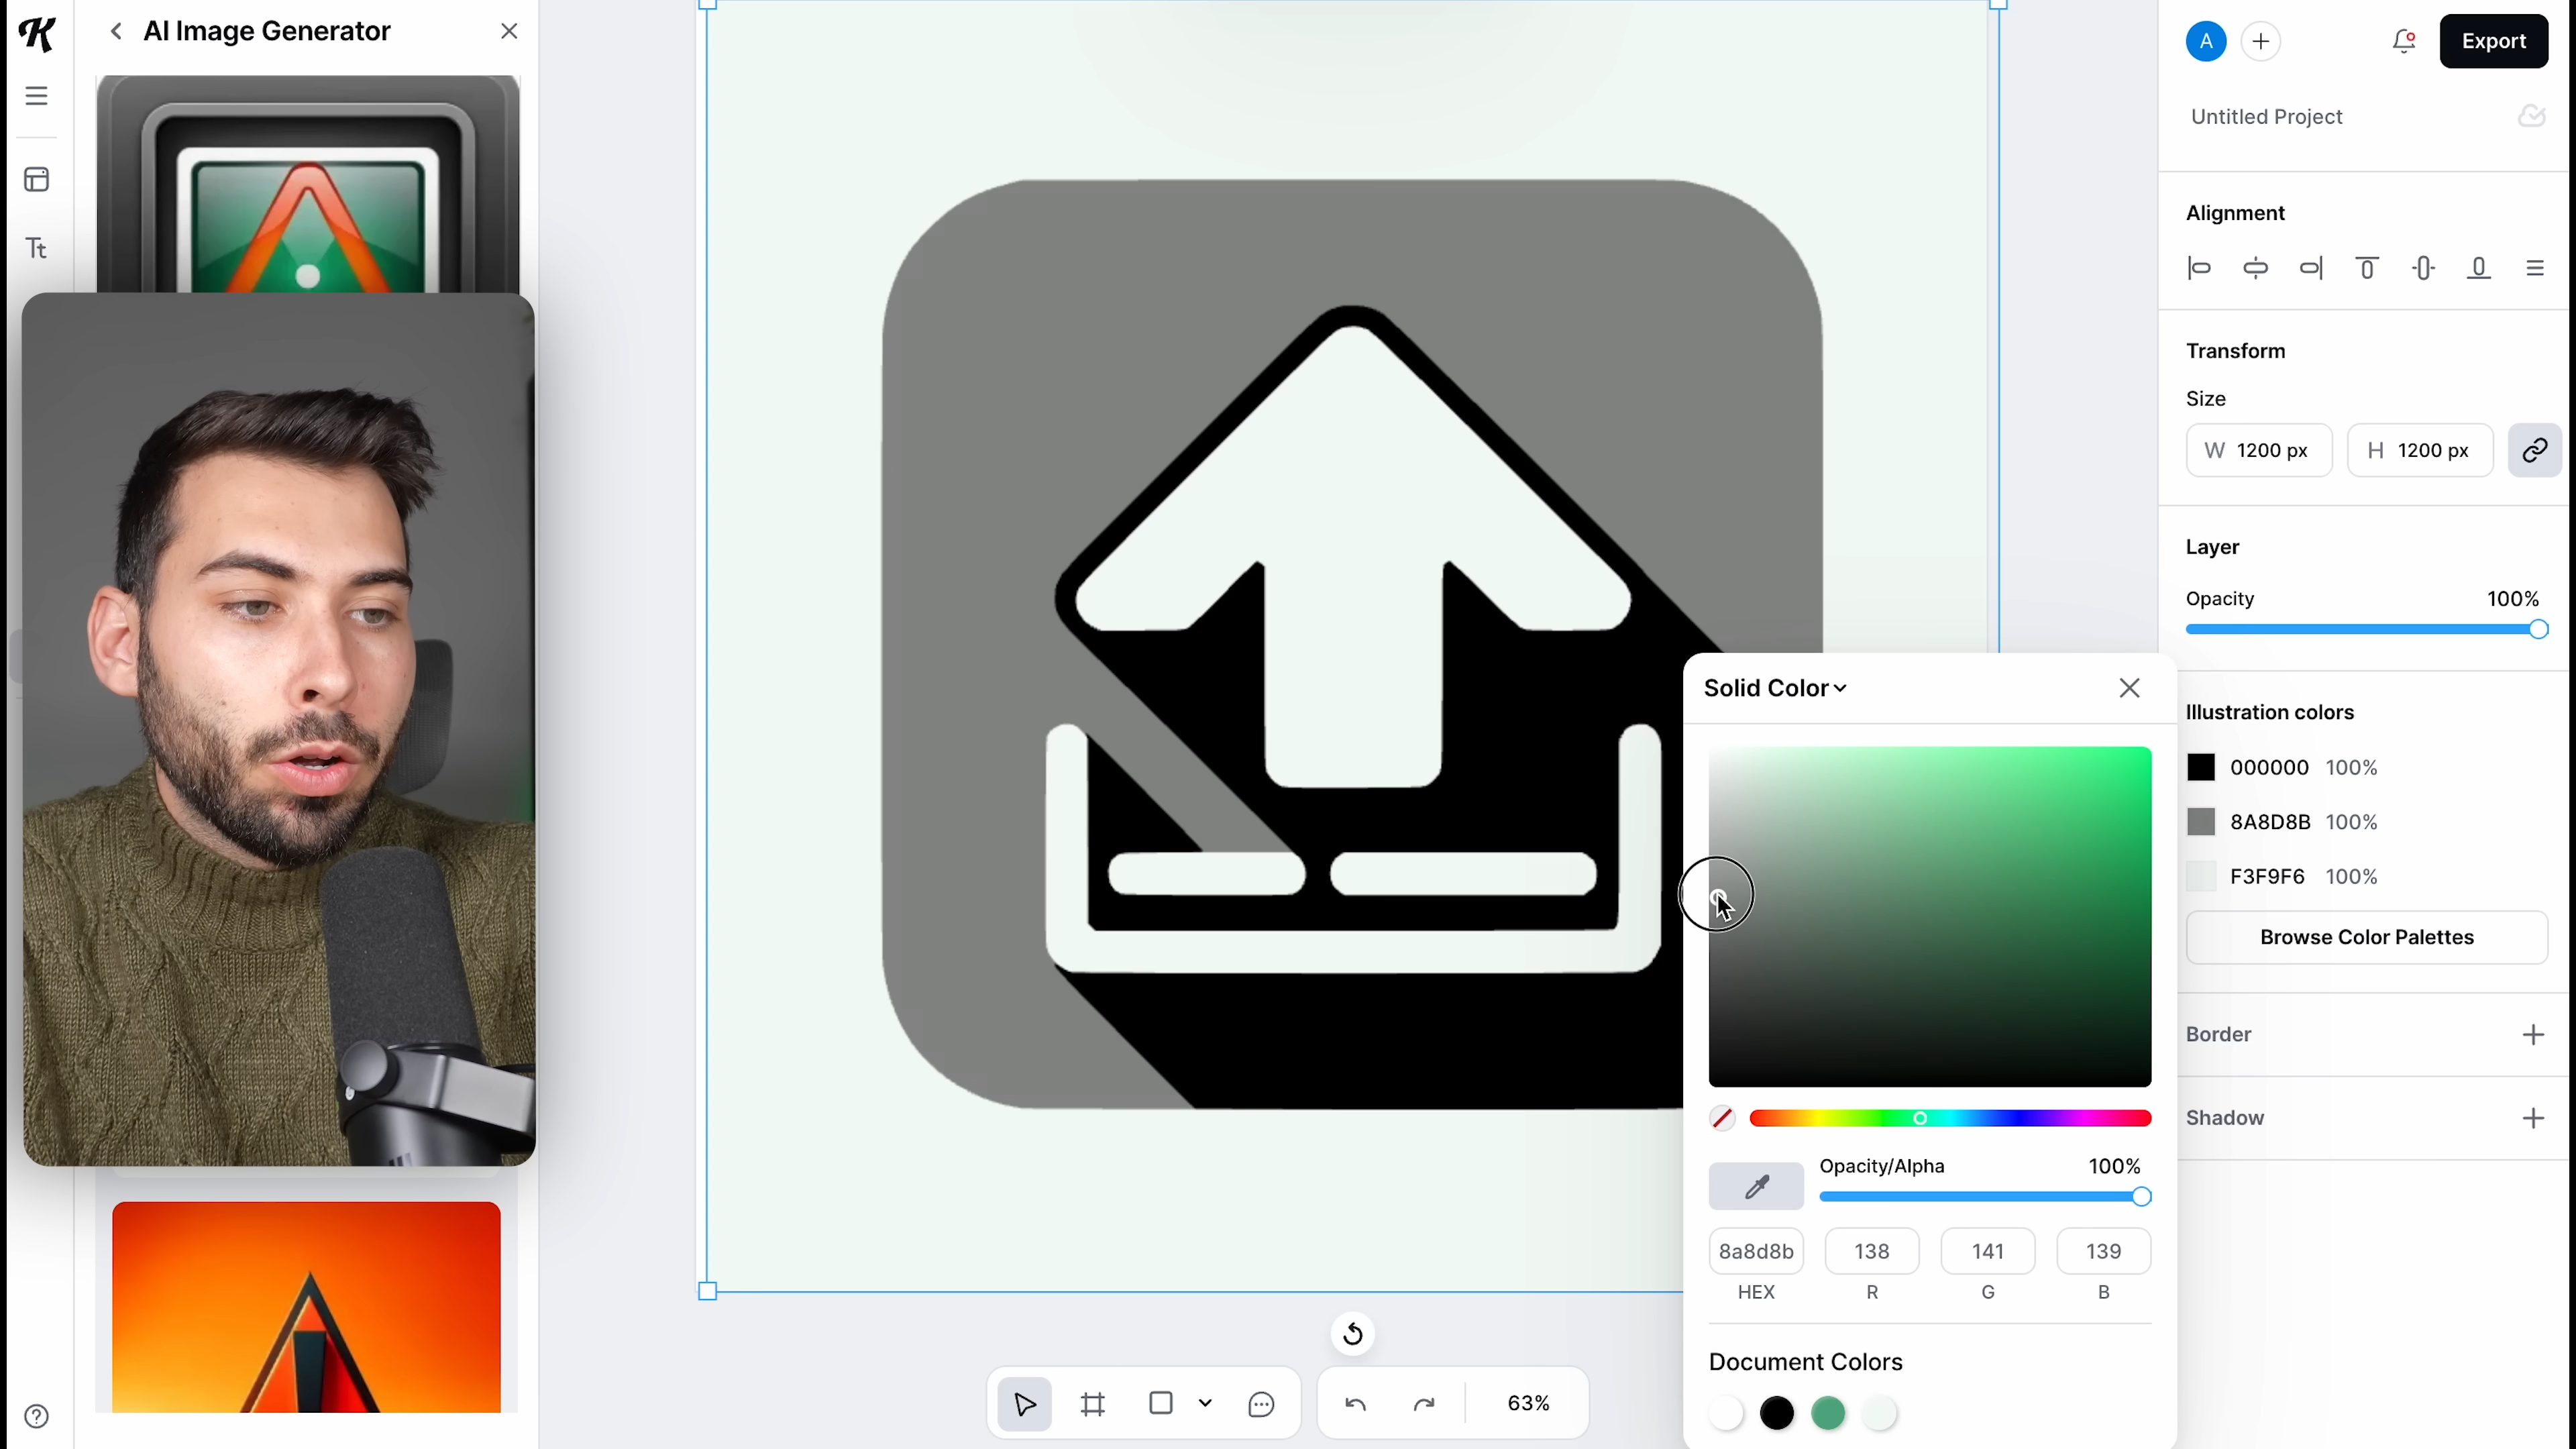 AI Image Generator
Tt
A
Export
Untitled Project
Alignment
Transform
Size
W 1200 px
H 1200 px
Layer
Opacity
100%
Illustration colors
000000 100%
8A8D8B 100%
F3F9F6 100%
Browse Color Palettes
Border
Shadow
Solid Color
Opacity/Alpha
100%
8a8d8b
138
141
139
HEX
R
G
B
Document Colors
63%